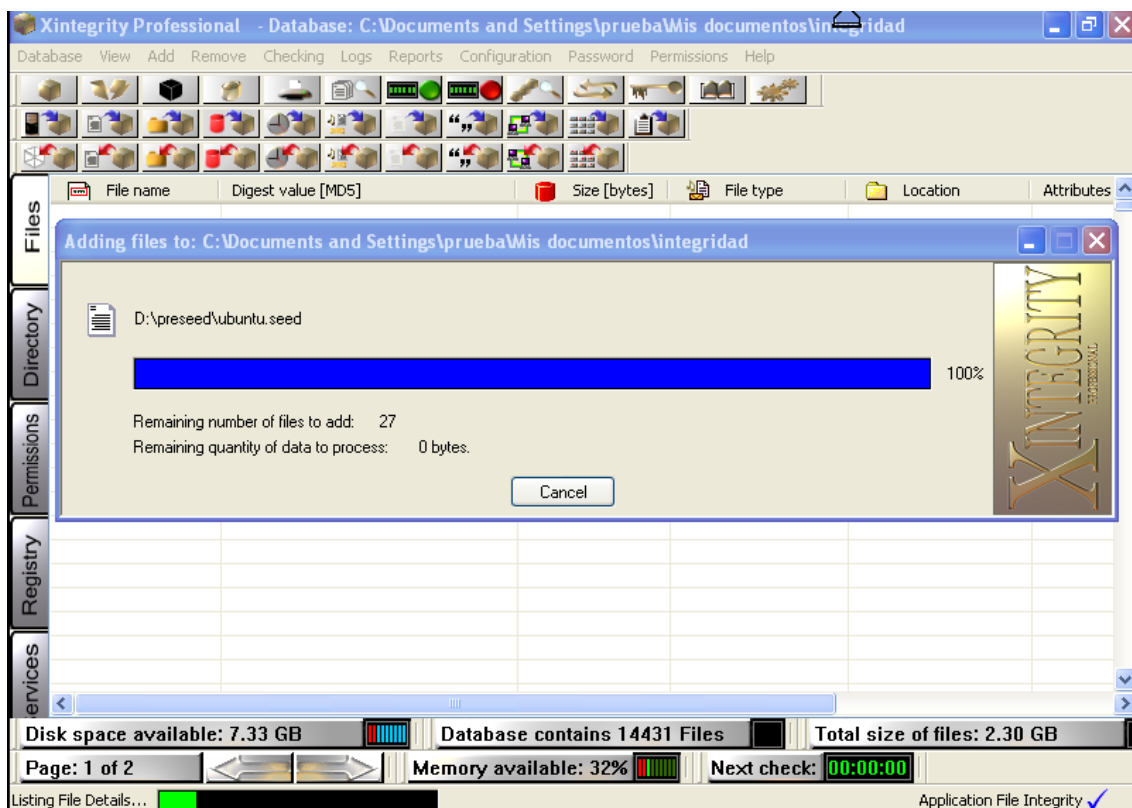 Xintegrity Professional - Database: C:\Documents and Settings\prueba\Mis documentos\integridad
Database View Add Remove Checking Logs Reports Configuration Password Permissions Help
File name Digest value [MD5] Size [bytes] File type Location Attributes
Files
Adding files to: C:\Documents and Settings\prueba\Mis documentos\integridad
D:\preseed\ubuntu.seed
100%
Remaining number of files to add: 27
Remaining quantity of data to process: 0 bytes.
Cancel
XINTEGRITY
PROFESSIONAL
Directory
Permissions
Registry
ervices
Disk space available: 7.33 GB Database contains 14431 Files Total size of files: 2.30 GB
Page: 1 of 2 Memory available: 32% Next check: 00:00:00
Listing File Details... Application File Integrity